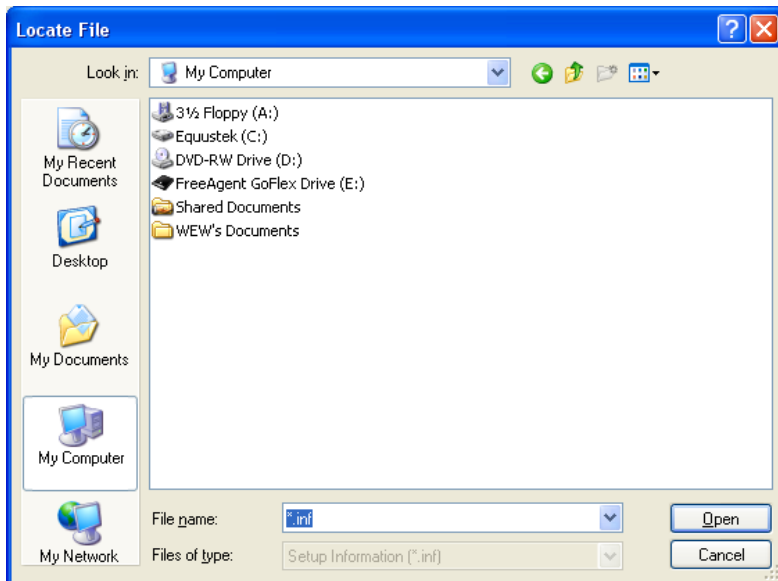 Locate File
Look in:
My Computer
My Recent
Documents
Desktop
My Documents
My Computer
My Network
3½ Floppy (A:)
Equustek (C:)
DVD-RW Drive (D:)
FreeAgent GoFlex Drive (E:)
Shared Documents
WEW's Documents
File name:
*.inf
Open
Files of type:
Setup Information (*.inf)
Cancel